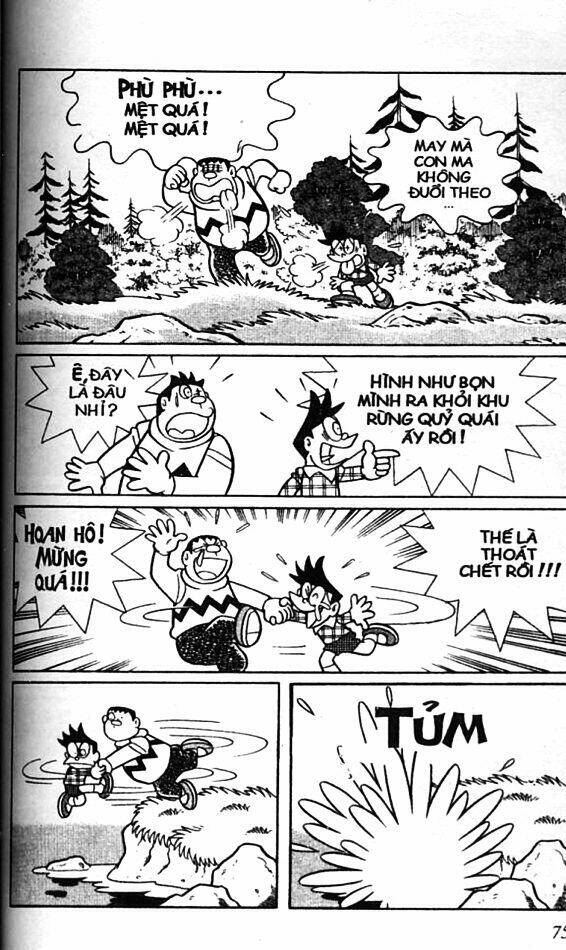 PHÙ PHÙ...
MỆT QUÁ!
MỆT QUÁ!
MAY MÀ
CON MA
KHÔNG
ĐUỔI THEO
...
Ê, ĐÂY
LÀ ĐÂU
NHỈ?
HÌNH NHƯ BỌN
MÌNH RA KHỎI KHU
RỪNG QUỶ QUÁI
ẤY RỒI!
HOAN HÔ!
MỪNG
QUÁ!!!
THẾ LÀ
THOÁT
CHẾT RỒI!!!
TỦM
75